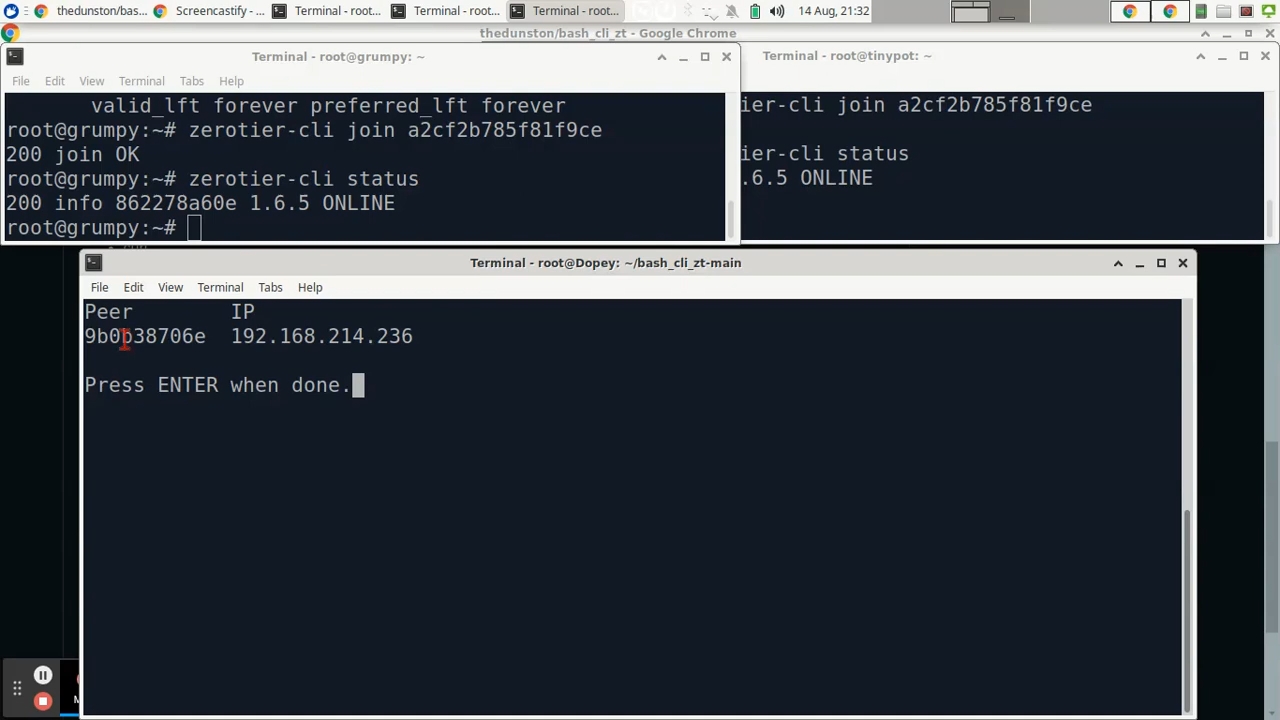 thedunston/bas...
Screencastify - ...
Terminal - root...
Terminal - root...
Terminal - root...
14 Aug, 21:32
thedunston/bash_cli_zt - Google Chrome
Terminal - root@grumpy: ~
File Edit View Terminal Tabs Help
valid_lft forever preferred_lft forever
root@grumpy:~# zerotier-cli join a2cf2b785f81f9ce
200 join OK
root@grumpy:~# zerotier-cli status
200 info 862278a60e 1.6.5 ONLINE
root@grumpy:~#
Terminal - root@tinypot: ~
ier-cli join a2cf2b785f81f9ce
ier-cli status
.6.5 ONLINE
Terminal - root@Dopey: ~/bash_cli_zt-main
File Edit View Terminal Tabs Help
Peer IP
9b0b38706e 192.168.214.236
Press ENTER when done.